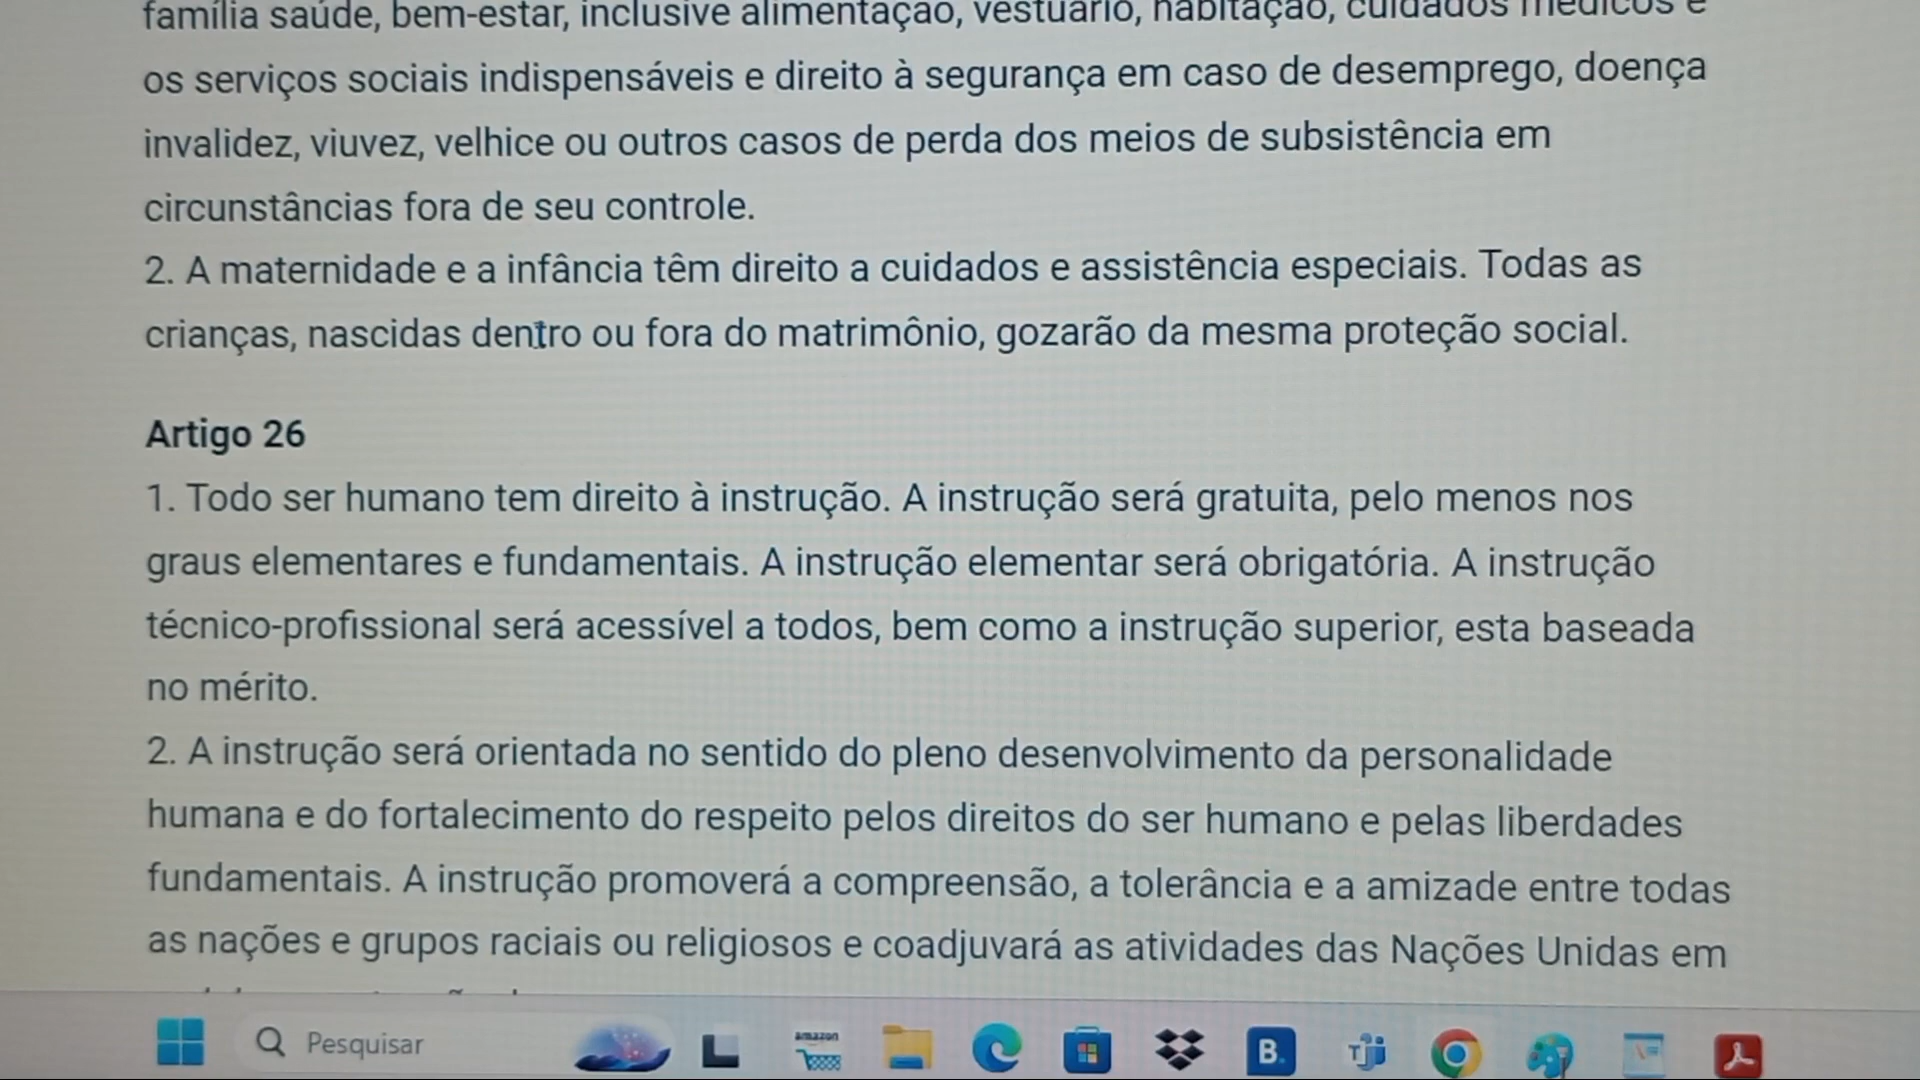 família saúde, bem-estar, inclusive alimentação, vestuário, habitação, cuidados médicos e
os serviços sociais indispensáveis e direito à segurança em caso de desemprego, doença
invalidez, viuvez, velhice ou outros casos de perda dos meios de subsistência em
circunstâncias fora de seu controle.
2. A maternidade e a infância têm direito a cuidados e assistência especiais. Todas as
crianças, nascidas dentro ou fora do matrimônio, gozarão da mesma proteção social.
Artigo 26
1. Todo ser humano tem direito à instrução. A instrução será gratuita, pelo menos nos
graus elementares e fundamentais. A instrução elementar será obrigatória. A instrução
técnico-profissional será acessível a todos, bem como a instrução superior, esta baseada
no mérito.
2. A instrução será orientada no sentido do pleno desenvolvimento da personalidade
humana e do fortalecimento do respeito pelos direitos do ser humano e pelas liberdades
fundamentais. A instrução promoverá a compreensão, a tolerância e a amizade entre todas
as nações e grupos raciais ou religiosos e coadjuvará as atividades das Nações Unidas em
Pesquisar
amazon
B.